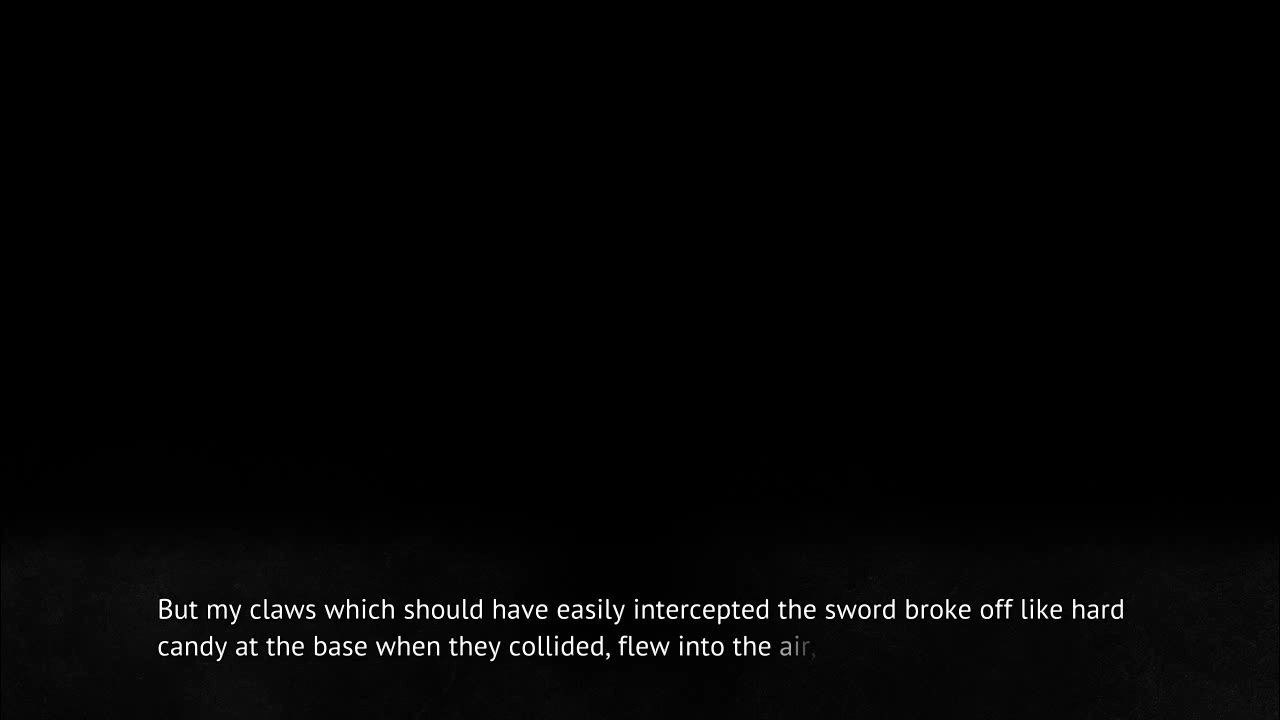 But my claws which should have easily intercepted the sword broke off like hard
candy at the base when they collided, flew into the air,